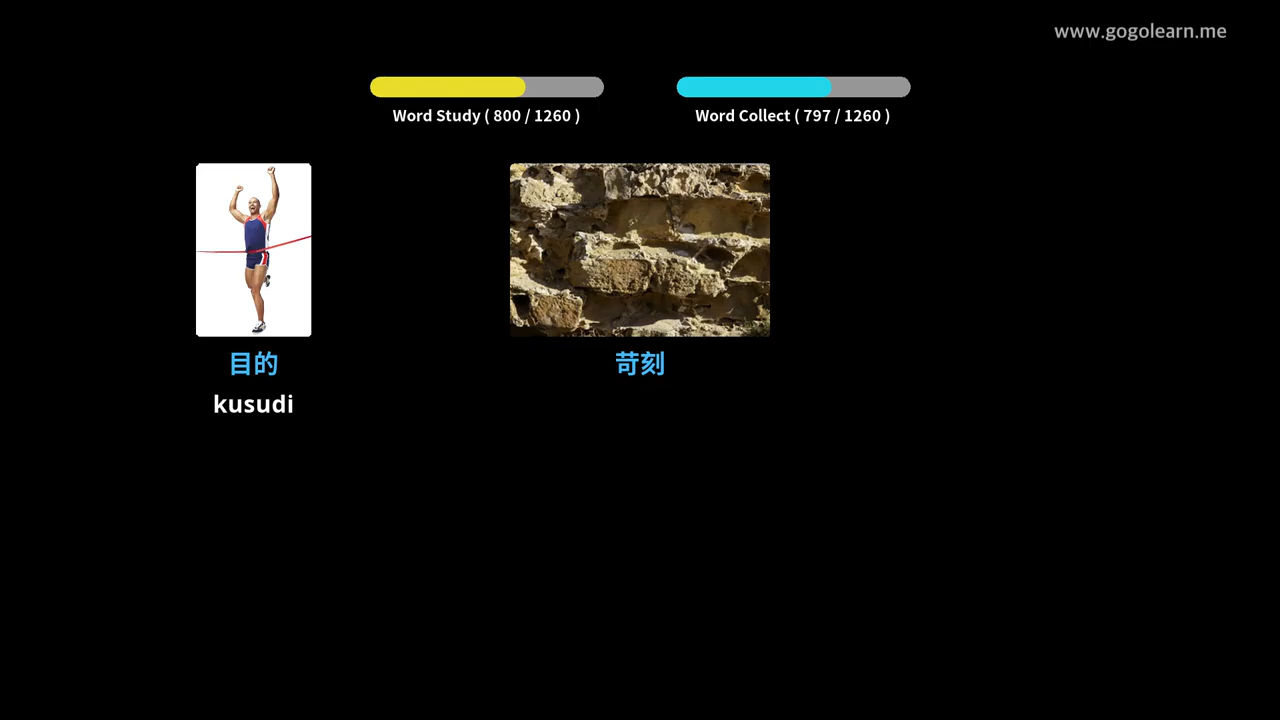 www.gogolearn.me
Word Study ( 800 / 1260 )
Word Collect ( 797 / 1260 )
目的
苛刻
kusudi